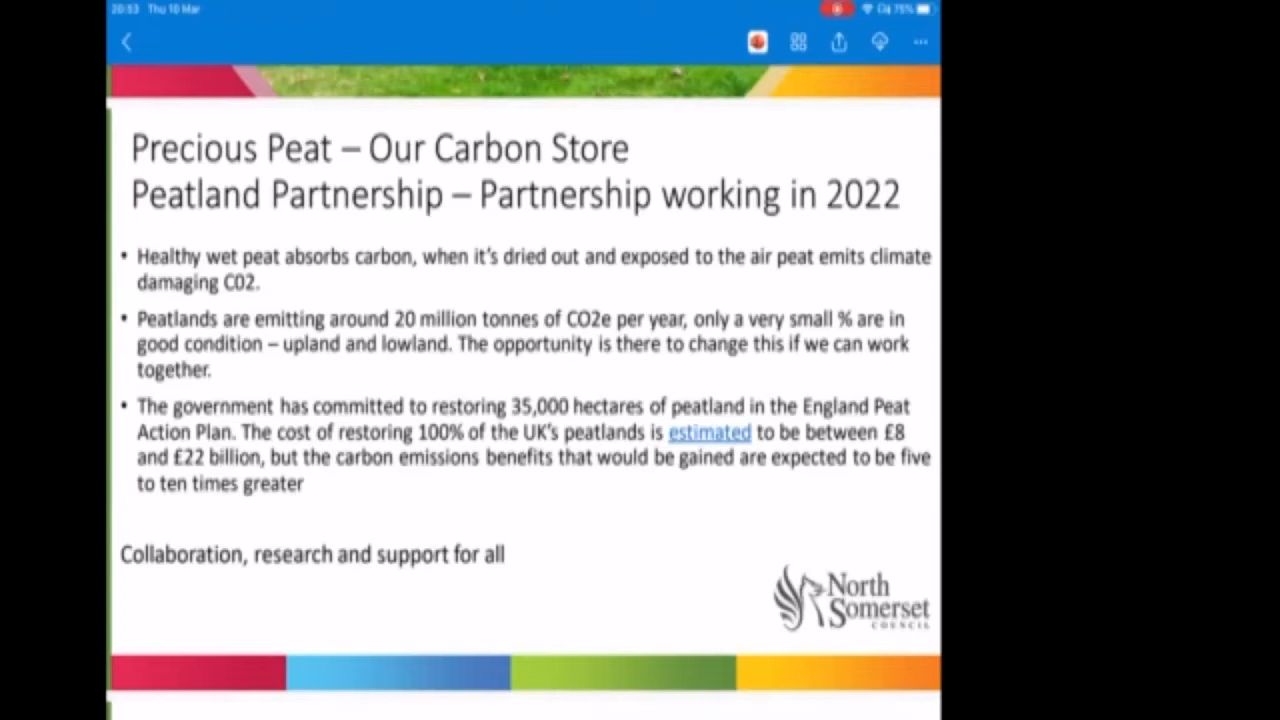 20:53 Thu 10 Mar
75%
Precious Peat – Our Carbon Store
Peatland Partnership – Partnership working in 2022
• Healthy wet peat absorbs carbon, when it's dried out and exposed to the air peat emits climate
damaging C02.
• Peatlands are emitting around 20 million tonnes of CO2e per year, only a very small % are in
good condition – upland and lowland. The opportunity is there to change this if we can work
together.
• The government has committed to restoring 35,000 hectares of peatland in the England Peat
Action Plan. The cost of restoring 100% of the UK's peatlands is estimated to be between £8
and £22 billion, but the carbon emissions benefits that would be gained are expected to be five
to ten times greater
Collaboration, research and support for all
North
Somerset
COUNCIL